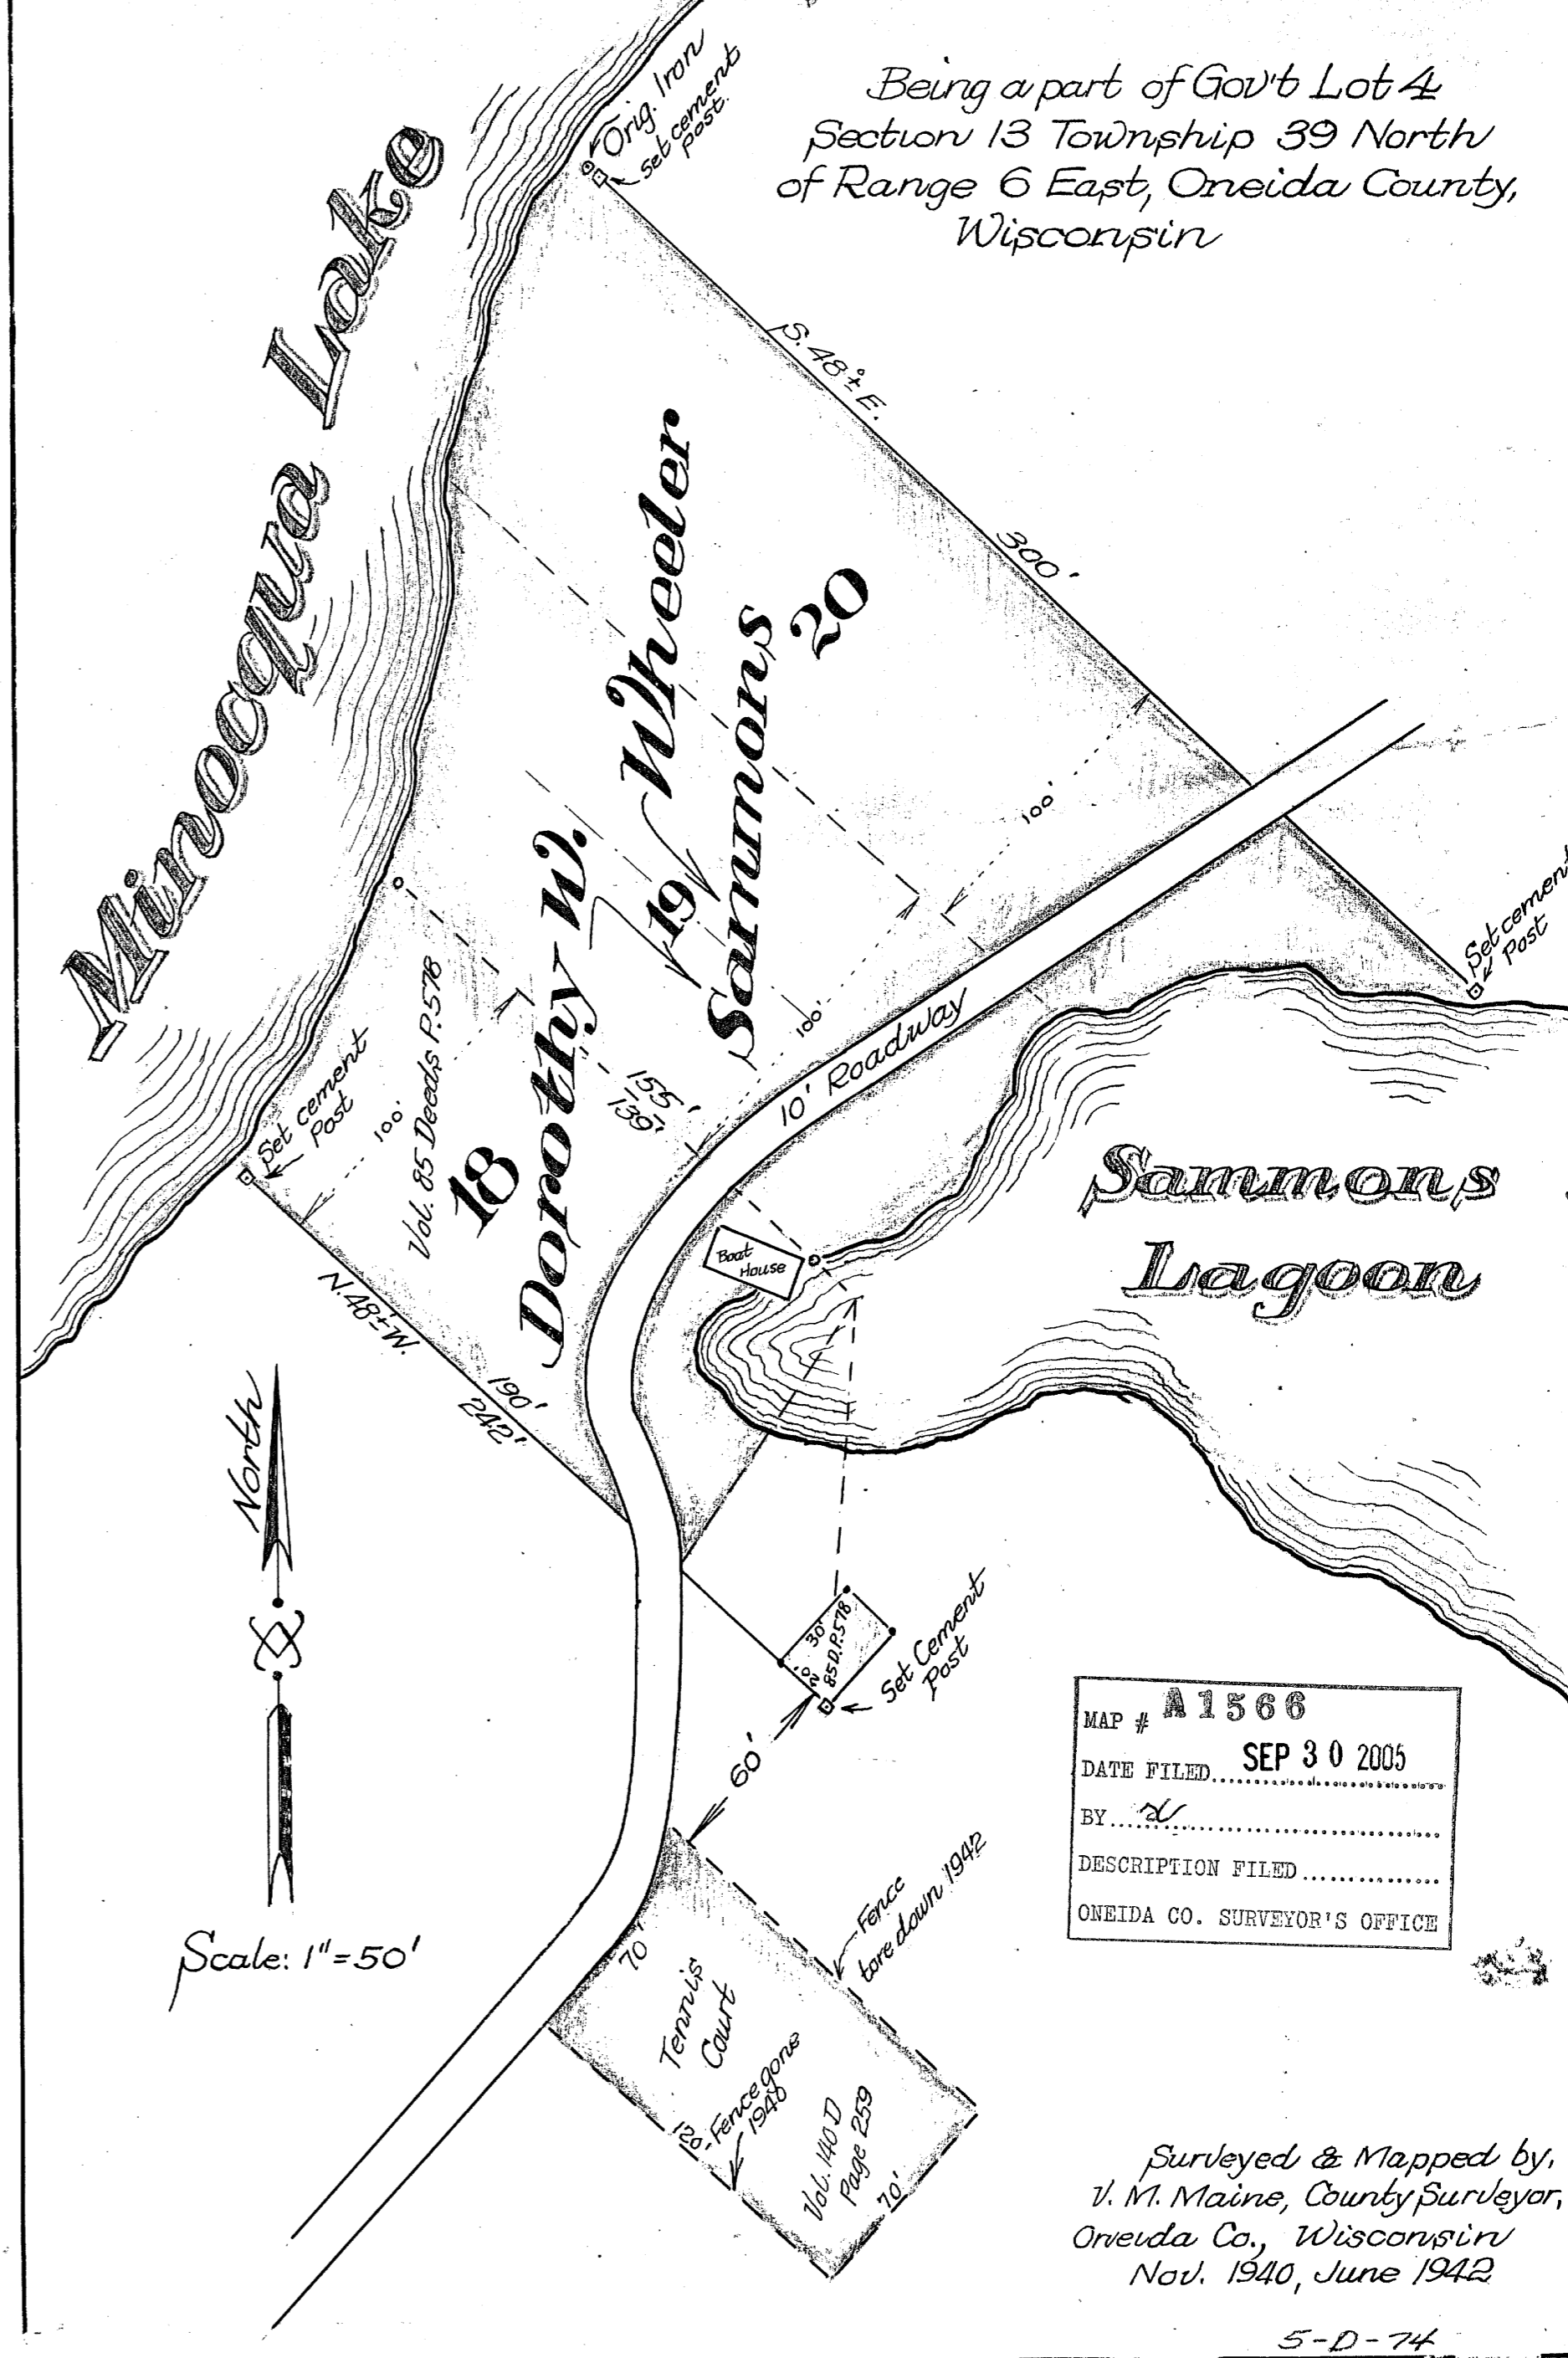 Being a part of Gov't Lot 4
Section 13 Township 39 North
of Range 6 East, Oneida County,
Wisconsin
Orig. Iron
set cement
post.
Minocqua Lake
S. 48°± E.
300'
Dorothy W. Wheeler
Sammons
20
19
18
100'
100'
100'
Vol. 85 Deeds P.578
155'
139'
10' Roadway
Set cement
Post
Set cement
Post
Boat
House
Sammons
Lagoon
N. 48°± W.
190'
242'
North
30'
20'
85 D.P.578
Set Cement
Post
60'
Scale: 1"=50'
70'
Tennis
Court
Fence
tore down 1942
120'
Fence gone
1940
Vol. 140 D
Page 259
70'
MAP # A1566
DATE FILED SEP 30 2005
BY
DESCRIPTION FILED
ONEIDA CO. SURVEYOR'S OFFICE
Surveyed & Mapped by,
V. M. Maine, County Surveyor,
Oneida Co., Wisconsin
Nov. 1940, June 1942
5-D-74